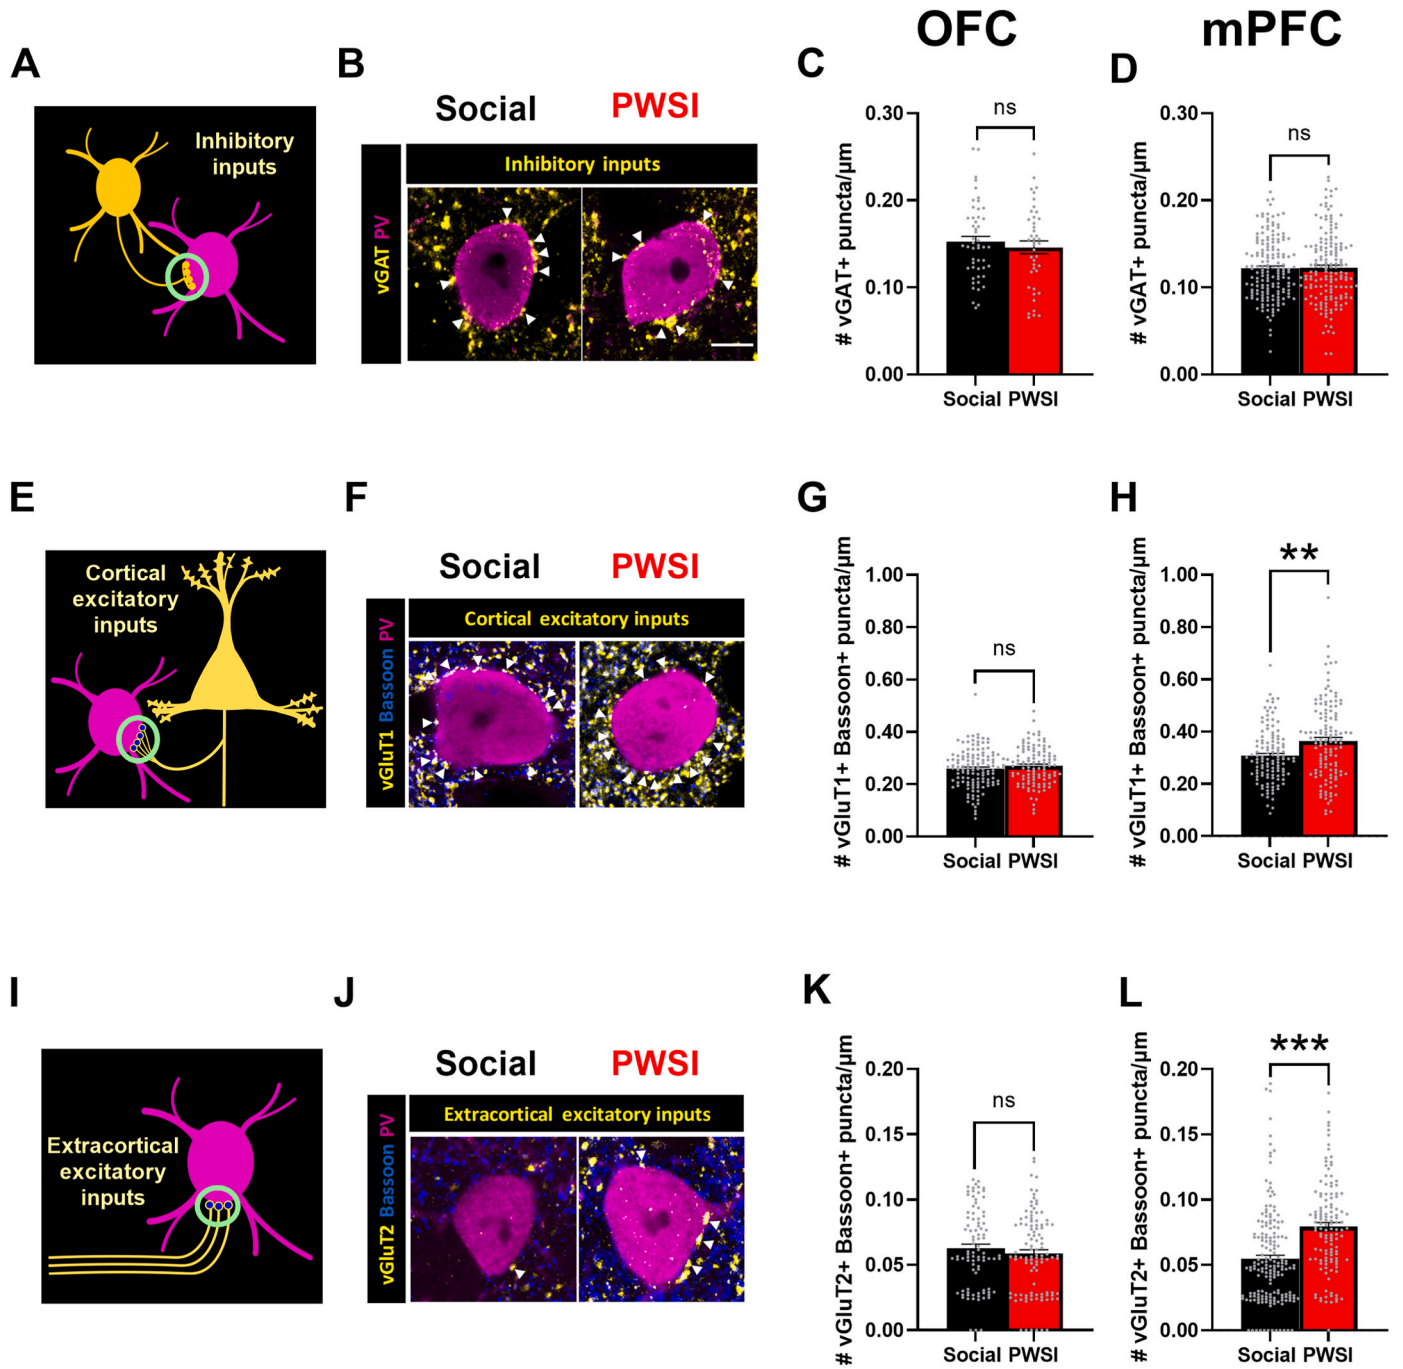 OFC
mPFC
A
B
C
D
Inhibitory
inputs
Social
PWSI
Inhibitory inputs
vGAT PV
# vGAT+ puncta/µm
0.30
0.20
0.10
0.00
ns
Social PWSI
# vGAT+ puncta/µm
0.30
0.20
0.10
0.00
ns
Social PWSI
E
F
G
H
Cortical
excitatory
inputs
Social
PWSI
Cortical excitatory inputs
vGluT1 Bassoon PV
# vGluT1+ Bassoon+ puncta/µm
1.00
0.80
0.60
0.40
0.20
0.00
ns
Social PWSI
# vGluT1+ Bassoon+ puncta/µm
1.00
0.80
0.60
0.40
0.20
0.00
**
Social PWSI
I
J
K
L
Extracortical
excitatory
inputs
Social
PWSI
Extracortical excitatory inputs
vGluT2 Bassoon PV
# vGluT2+ Bassoon+ puncta/µm
0.20
0.15
0.10
0.05
0.00
ns
Social PWSI
# vGluT2+ Bassoon+ puncta/µm
0.20
0.15
0.10
0.05
0.00
***
Social PWSI